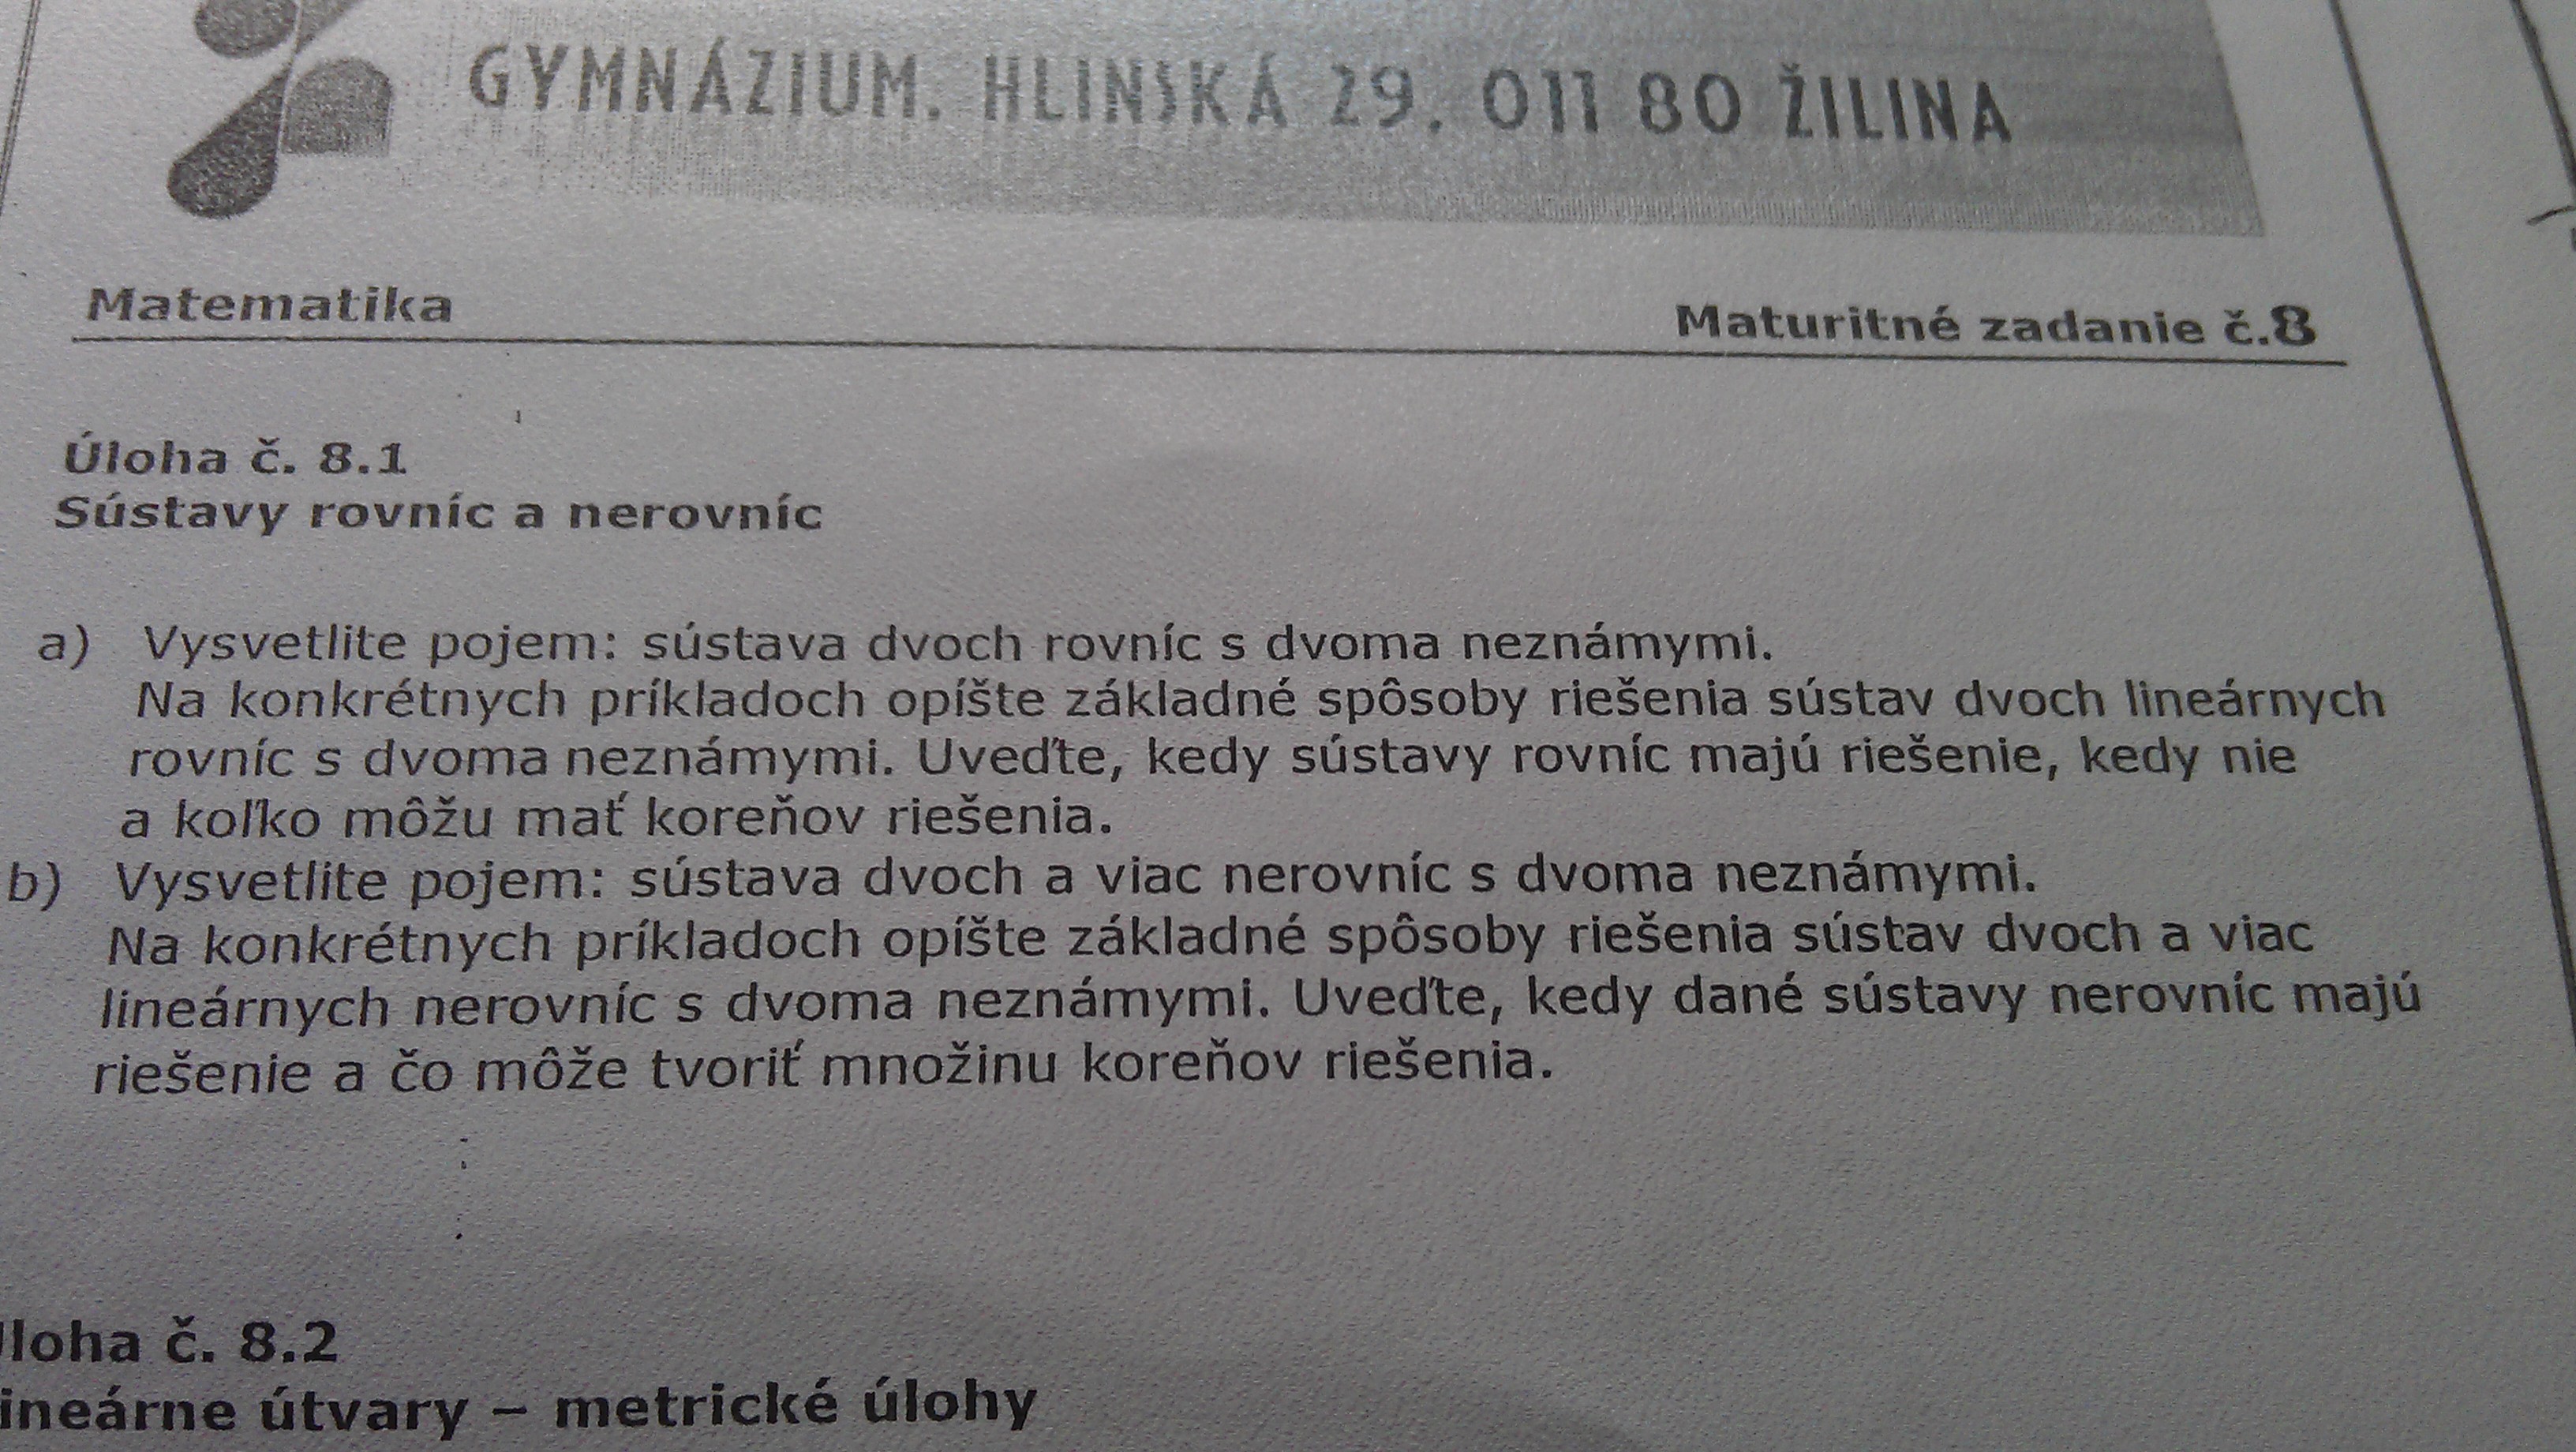 GYMNÁZIUM. HLINSKÁ 29. 011 80 ŽILINA
Matematika
Maturitné zadanie č.8
Úloha č. 8.1
Sústavy rovníc a nerovníc
a) Vysvetlite pojem: sústava dvoch rovníc s dvoma neznámymi.
Na konkrétnych príkladoch opíšte základné spôsoby riešenia sústav dvoch lineárnych
rovníc s dvoma neznámymi. Uveďte, kedy sústavy rovníc majú riešenie, kedy nie
a koľko môžu mať koreňov riešenia.
b) Vysvetlite pojem: sústava dvoch a viac nerovníc s dvoma neznámymi.
Na konkrétnych príkladoch opíšte základné spôsoby riešenia sústav dvoch a viac
lineárnych nerovníc s dvoma neznámymi. Uveďte, kedy dané sústavy nerovníc majú
riešenie a čo môže tvoriť množinu koreňov riešenia.
loha č. 8.2
ineárne útvary – metrické úlohy